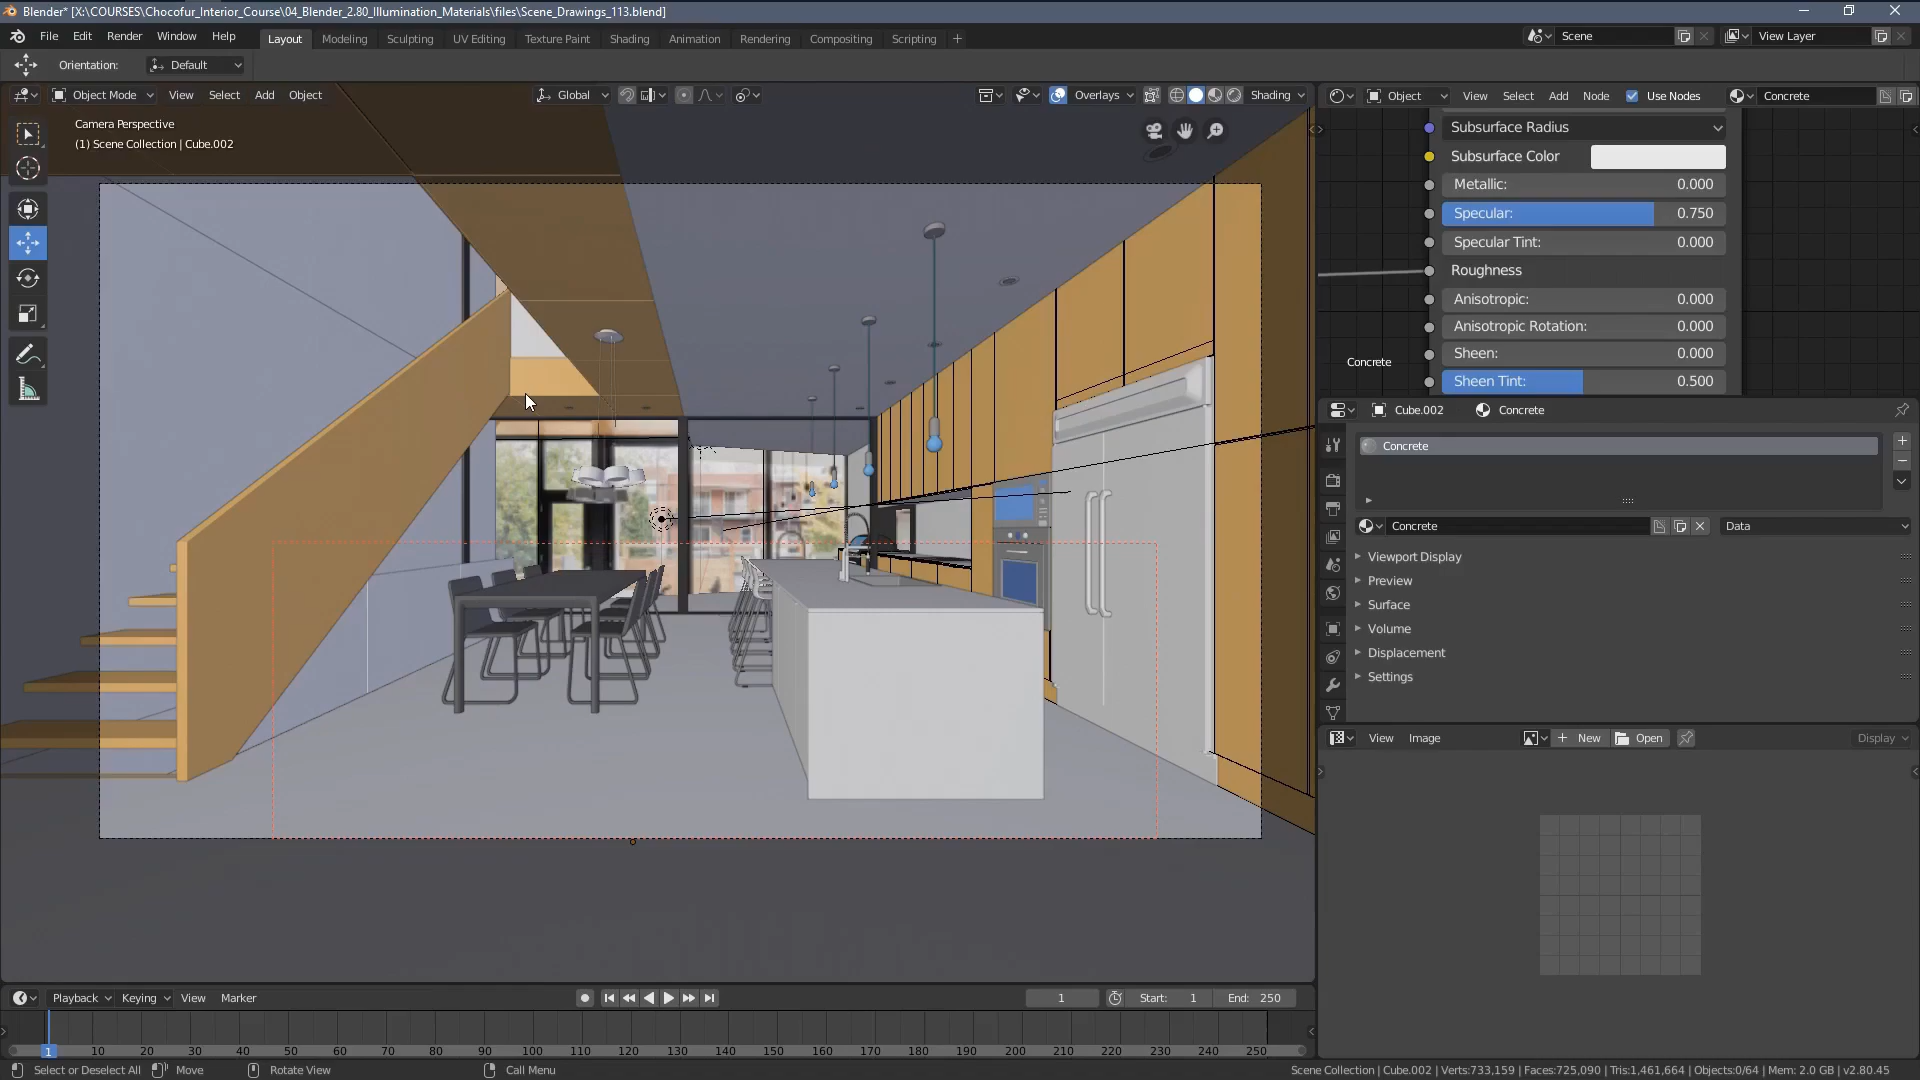 Blender* [X:\COURSES\Chocofur_Interior_Course\04_Blender_2.80_Illumination_Materials\files\Scene_Drawings_113.blend]
File Edit Render Window Help Layout Modeling Sculpting UV Editing Texture Paint Shading Animation Rendering Compositing Scripting + Scene View Layer
Orientation: Default
Object Mode View Select Add Object Global Overlays Shading
Object View Select Add Node Use Nodes Concrete
Camera Perspective
(1) Scene Collection | Cube.002
Subsurface Radius
Subsurface Color
Metallic: 0.000
Specular: 0.750
Specular Tint: 0.000
Roughness
Anisotropic: 0.000
Anisotropic Rotation: 0.000
Sheen: 0.000
Concrete
Sheen Tint: 0.500
Cube.002 Concrete
Concrete
Concrete Data
Viewport Display
Preview
Surface
Volume
Displacement
Settings
View Image New Open Display
Playback Keying View Marker 1 Start: 1 End: 250
1 10 20 30 40 50 60 70 80 90 100 110 120 130 140 150 160 170 180 190 200 210 220 230 240 250
Select or Deselect All Move Rotate View Call Menu Scene Collection | Cube.002 | Verts:733,159 | Faces:725,090 | Tris:1,461,664 | Objects:0/64 | Mem: 2.0 GB | v2.80.45